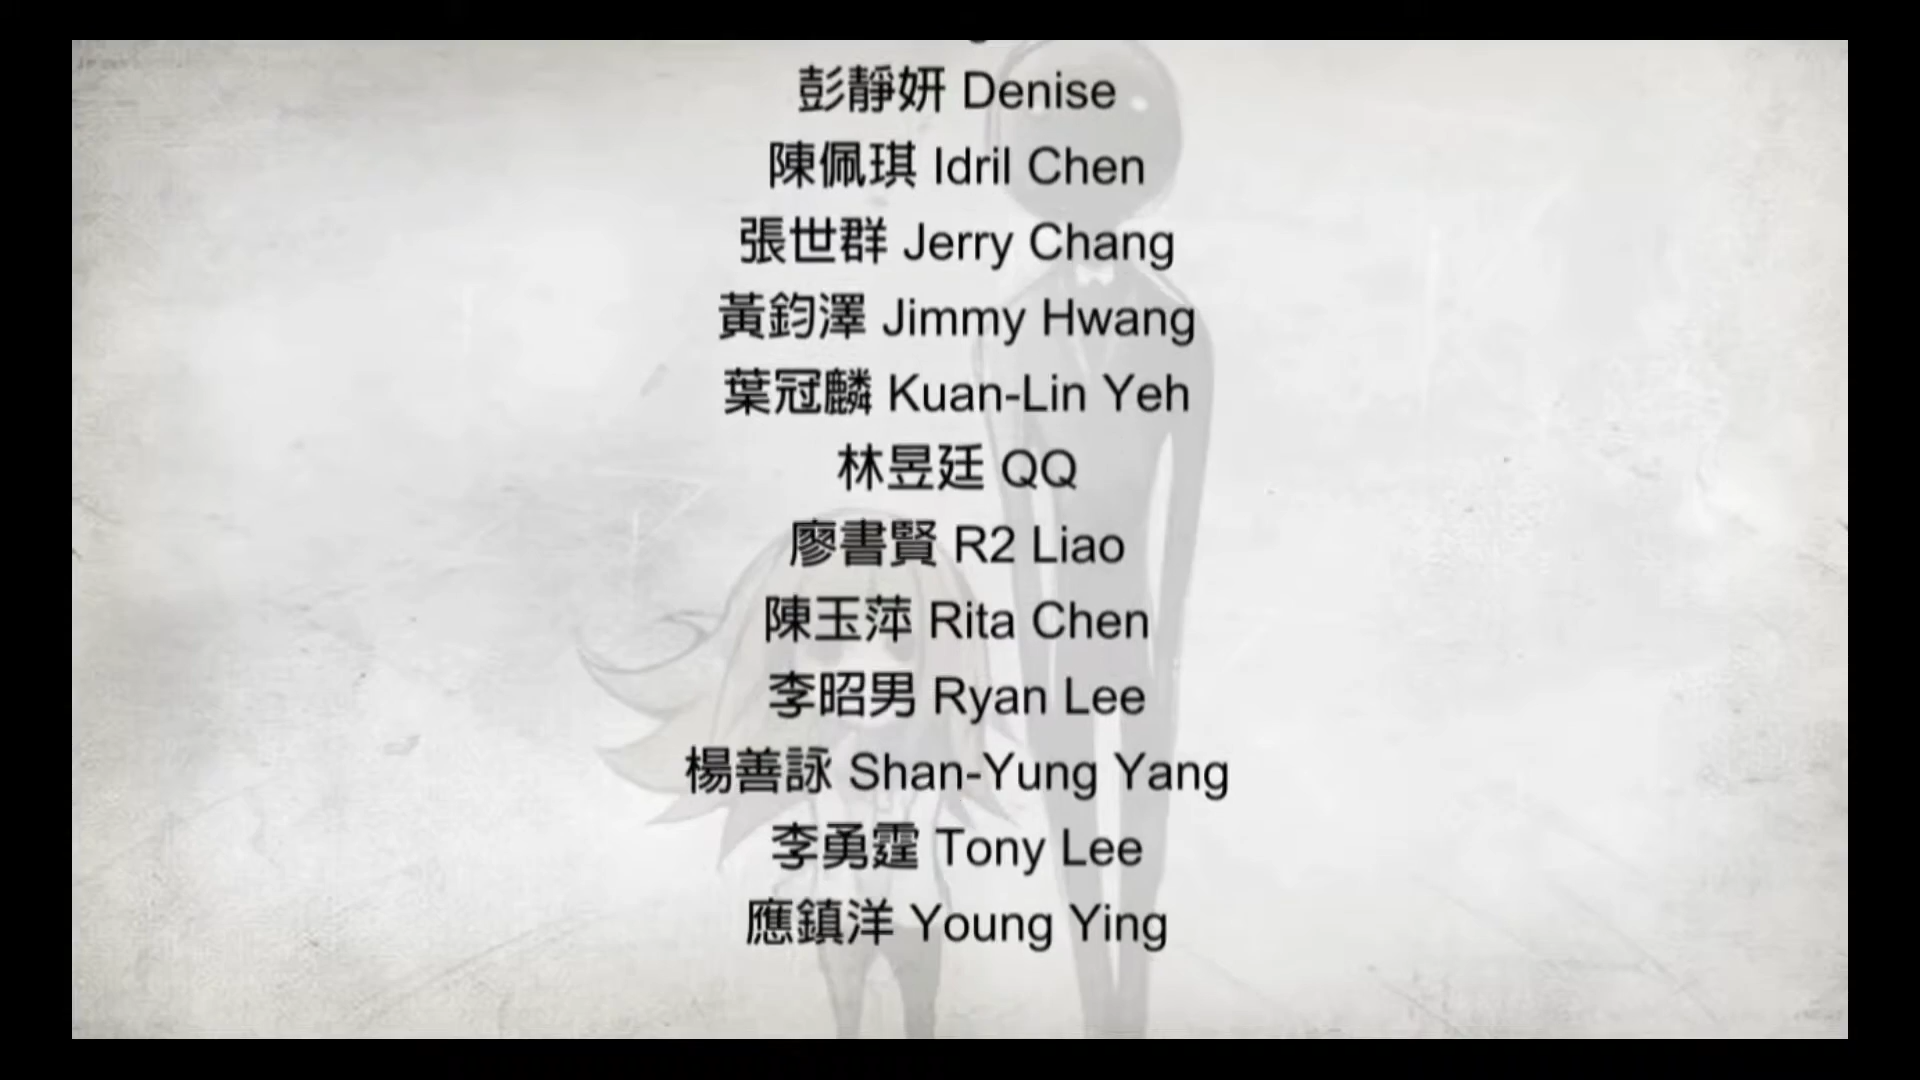 彭靜妍 Denise
陳佩琪 Idril Chen
張世群 Jerry Chang
黃鈞澤 Jimmy Hwang
葉冠麟 Kuan-Lin Yeh
林昱廷 QQ
廖書賢 R2 Liao
陳玉萍 Rita Chen
李昭男 Ryan Lee
楊善詠 Shan-Yung Yang
李勇霆 Tony Lee
應鎮洋 Young Ying